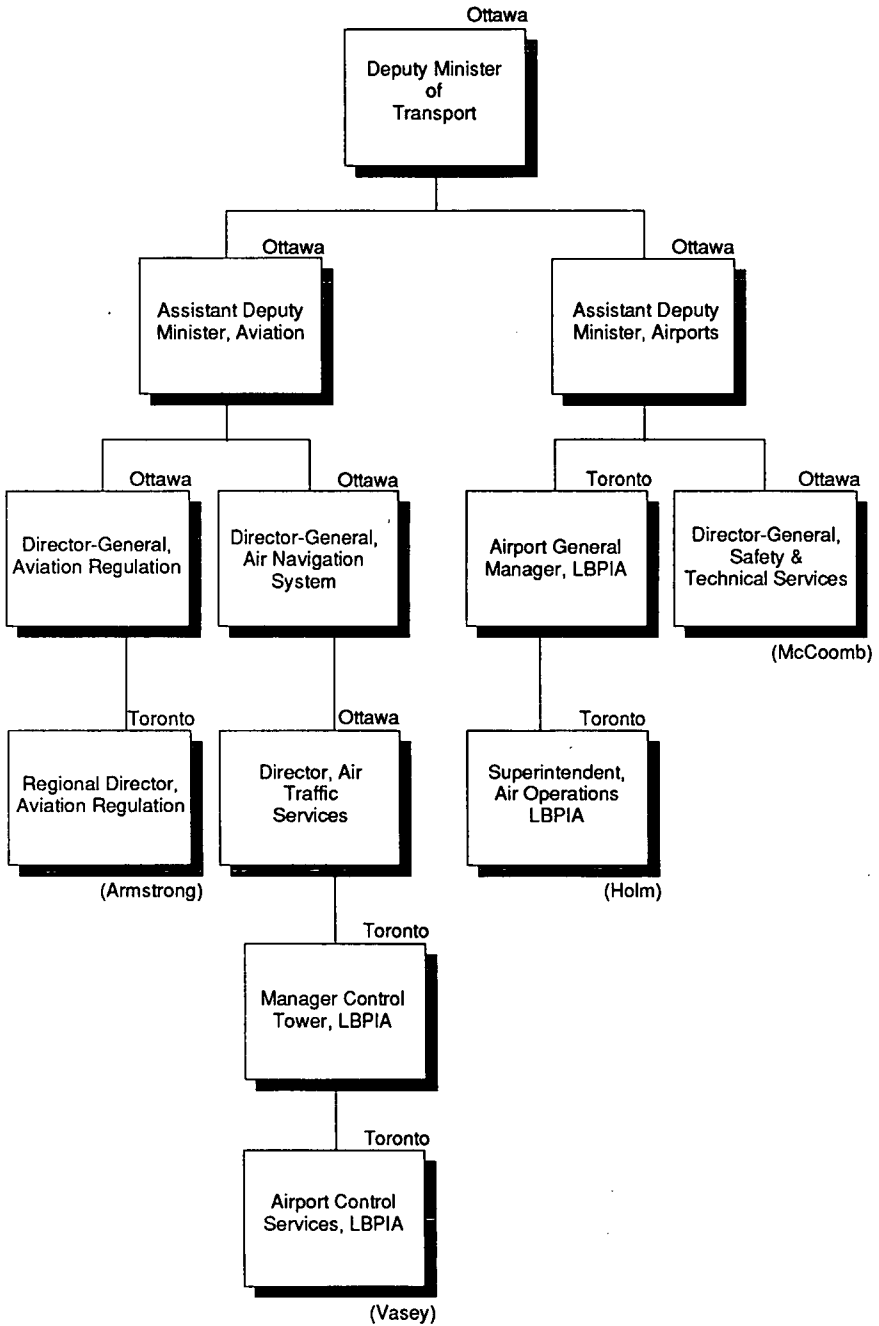 Ottawa
Deputy Minister
of
Transport
Ottawa
Assistant Deputy
Minister, Aviation
Ottawa
Assistant Deputy
Minister, Airports
Ottawa
Director-General,
Aviation Regulation
Ottawa
Director-General,
Air Navigation
System
Toronto
Airport General
Manager, LBPIA
Ottawa
Director-General,
Safety &
Technical Services
(McCoomb)
Toronto
Regional Director,
Aviation Regulation
(Armstrong)
Ottawa
Director, Air
Traffic
Services
Toronto
Superintendent,
Air Operations
LBPIA
(Holm)
Toronto
Manager Control
Tower, LBPIA
Toronto
Airport Control
Services, LBPIA
(Vasey)